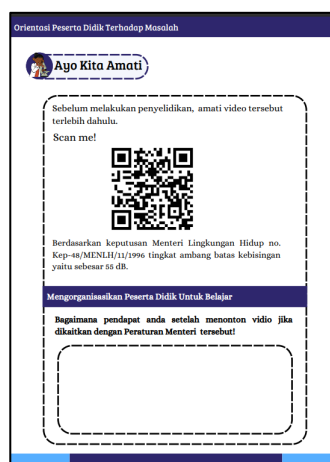 Orientasi Peserta Didik Terhadap Masalah
Ayo Kita Amati
Sebelum melakukan penyelidikan, amati video tersebut
terlebih dahulu.
Scan me!
Berdasarkan keputusan Menteri Lingkungan Hidup no.
Kep-48/MENLH/11/1996 tingkat ambang batas kebisingan
yaitu sebesar 55 dB.
Mengorganisasikan Peserta Didik Untuk Belajar
Bagaimana pendapat anda setelah menonton vidio jika
dikaitkan dengan Peraturan Menteri tersebut!